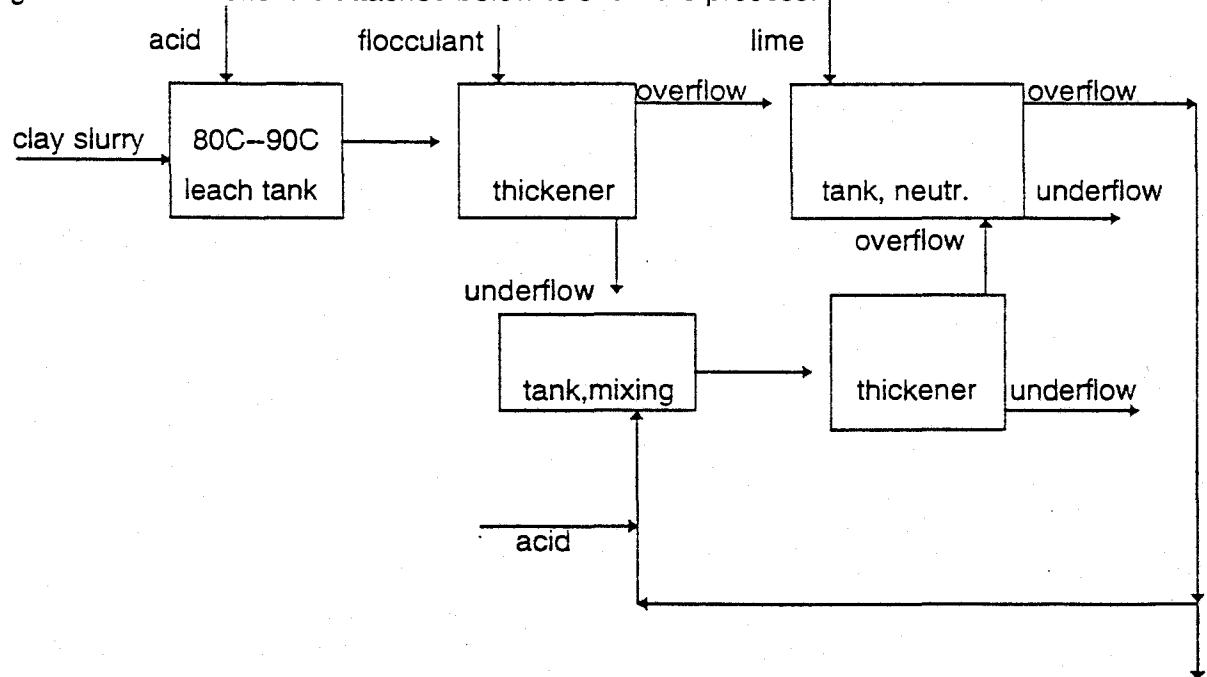 acid
flocculant
lime
overflow
overflow
clay slurry
80C--90C
leach tank
thickener
tank, neutr.
underflow
overflow
underflow
tank,mixing
thickener
underflow
acid